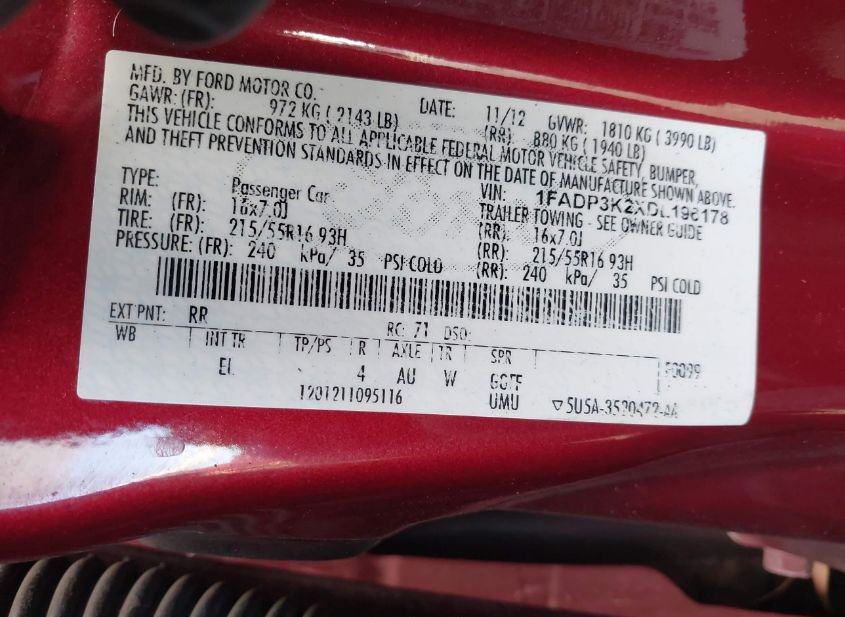 MFD. BY FORD MOTOR CO.
DATE: 11/12 GVWR: 1810 KG ( 3990 LB)
GAWR: (FR): 972 KG ( 2143 LB) (RR): 880 KG ( 1940 LB)
THIS VEHICLE CONFORMS TO ALL APPLICABLE FEDERAL MOTOR VEHICLE SAFETY, BUMPER,
AND THEFT PREVENTION STANDARDS IN EFFECT ON THE DATE OF MANUFACTURE SHOWN ABOVE.
VIN: 1FADP3K2XDL198178
TYPE: Passenger Car TRAILER TOWING - SEE OWNER GUIDE
RIM: (FR): 16x7.0J (RR): 16x7.0J
TIRE: (FR): 215/55R16 93H (RR): 215/55R16 93H
PRESSURE: (FR): 240 kPa/ 35 PSI COLD (RR): 240 kPa/ 35 PSI COLD
EXT PNT: RR RC: 71 DSO:
WB INT TR TP/PS R AXLE TR SPR
4 AU W
1201211095116 UMU